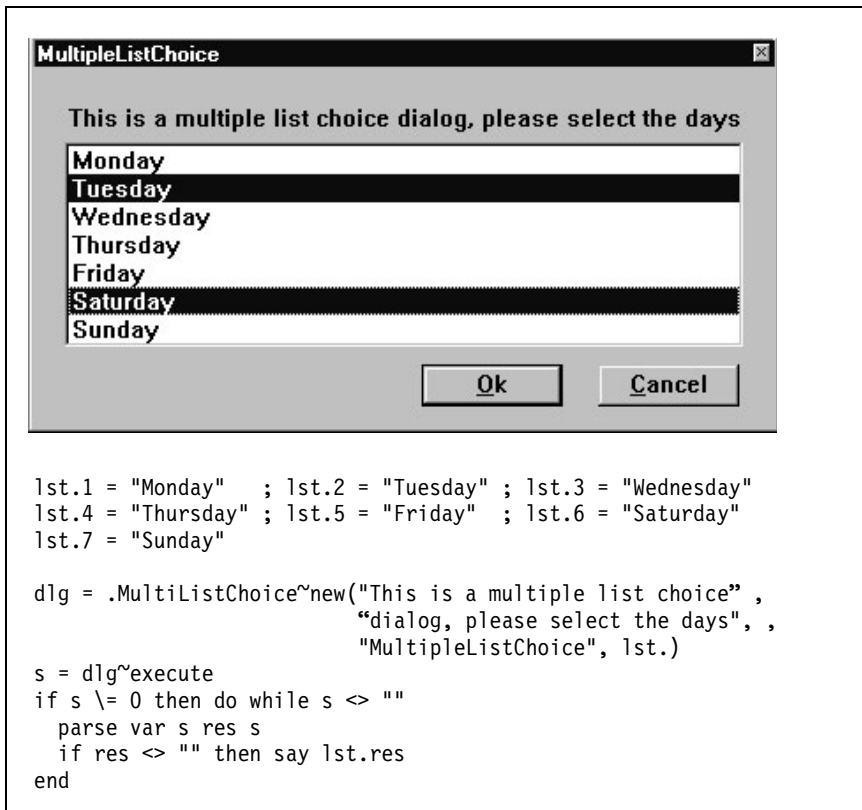 MultipleListChoice
This is a multiple list choice dialog, please select the days
Monday
Tuesday
Wednesday
Thursday
Friday
Saturday
Sunday
Ok
Cancel
lst.1 = "Monday"   ; lst.2 = "Tuesday" ; lst.3 = "Wednesday"
lst.4 = "Thursday" ; lst.5 = "Friday"  ; lst.6 = "Saturday"
lst.7 = "Sunday"
dlg = .MultiListChoice~new("This is a multiple list choice” ,
“dialog, please select the days", ,
"MultipleListChoice", lst.)
s = dlg~execute
if s \= 0 then do while s <> ""
parse var s res s
if res <> "" then say lst.res
end